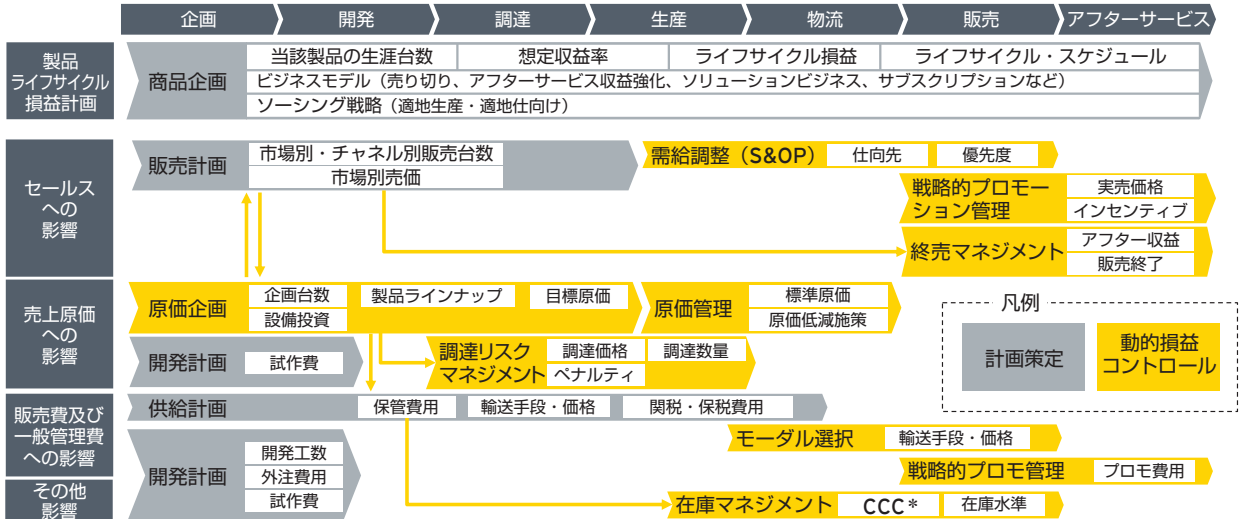 企画
開発
調達
生産
物流
販売
アフターサービス
製品
ライフサイクル
損益計画
商品企画
当該製品の生涯台数
想定収益率
ライフサイクル損益
ライフサイクル・スケジュール
ビジネスモデル（売り切り、アフターサービス収益強化、ソリューションビジネス、サブスクリプションなど）
ソーシング戦略（適地生産・適地仕向け）
セールス
への
影響
販売計画
市場別・チャネル別販売台数
市場別売価
需給調整（S&OP）
仕向先
優先度
戦略的プロモー
ション管理
実売価格
インセンティブ
終売マネジメント
アフター収益
販売終了
売上原価
への
影響
原価企画
企画台数
設備投資
製品ラインナップ
目標原価
原価管理
標準原価
原価低減施策
開発計画
試作費
調達リスク
マネジメント
調達価格
調達数量
ペナルティ
凡例
計画策定
動的損益
コントロール
販売費及び
一般管理費
への影響
供給計画
保管費用
輸送手段・価格
関税・保税費用
モーダル選択
輸送手段・価格
開発計画
開発工数
外注費用
試作費
戦略的プロモ管理
プロモ費用
その他
影響
在庫マネジメント
CCC*
在庫水準